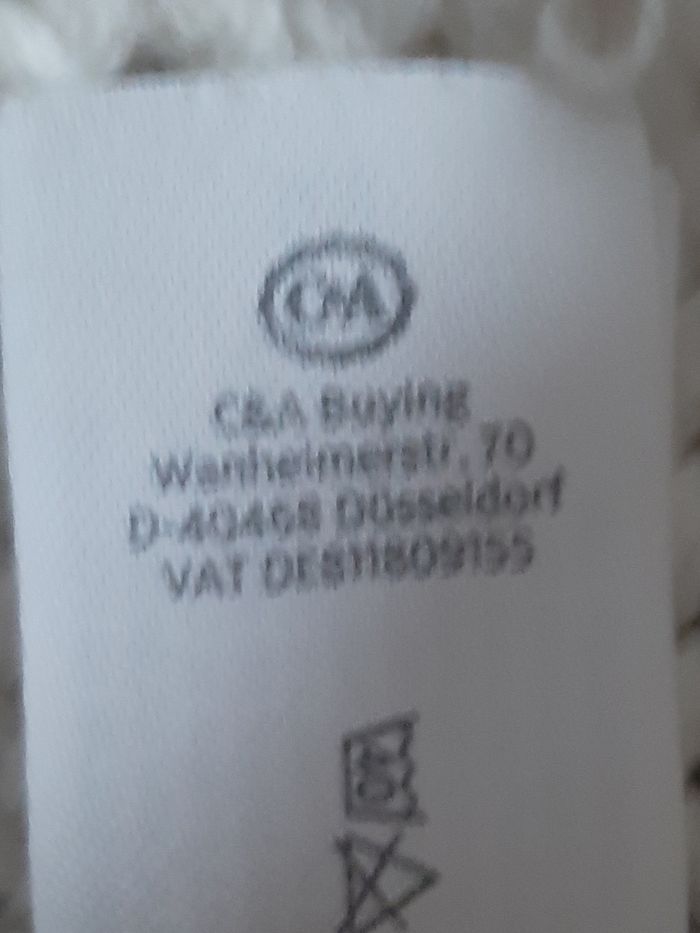 C&A
C&A Buying
Wanheimerstr. 70
D-40468 Düsseldorf
VAT DE811809155